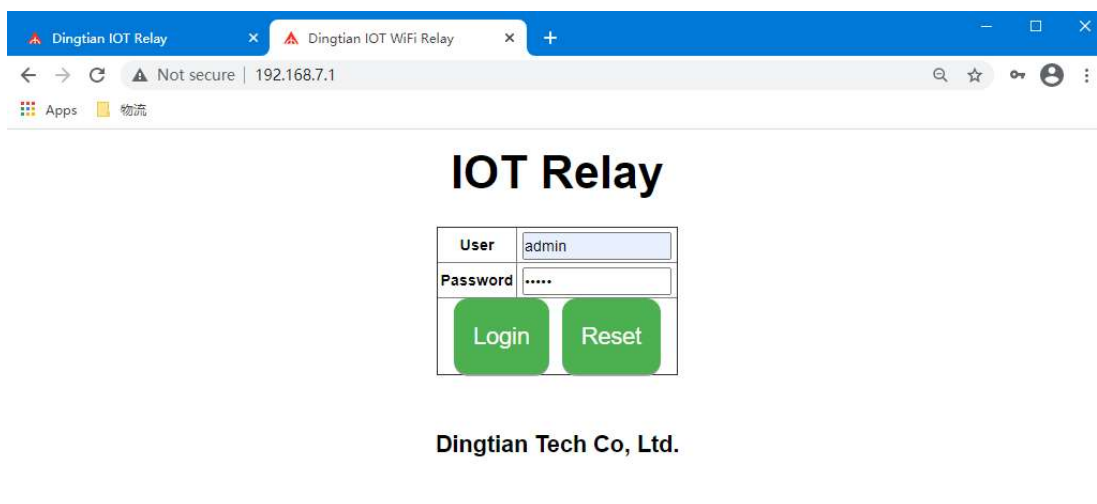 Dingtian IOT Relay
Dingtian IOT WiFi Relay
Not secure | 192.168.7.1
Apps 物流
IOT Relay
User admin
Password •••••
Login Reset
Dingtian Tech Co, Ltd.